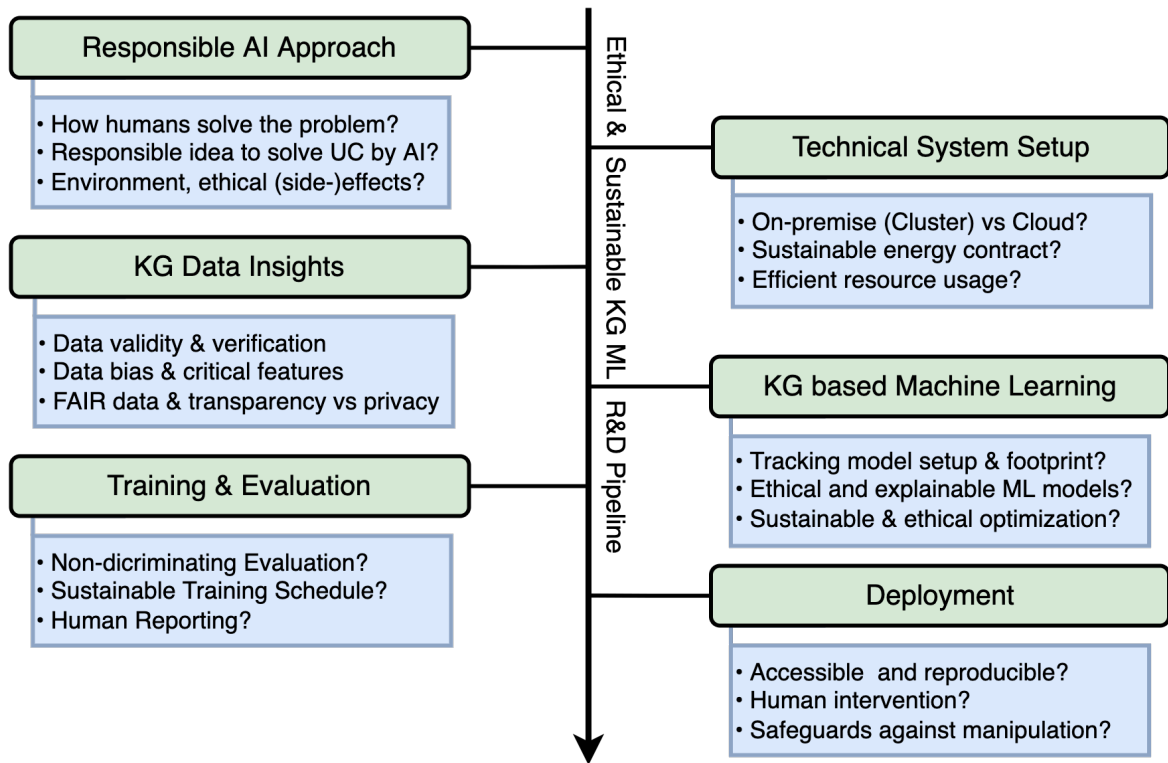 Responsible AI Approach
• How humans solve the problem?
• Responsible idea to solve UC by AI?
• Environment, ethical (side-)effects?
Ethical & Sustainable KG ML R&D Pipeline
Technical System Setup
• On-premise (Cluster) vs Cloud?
• Sustainable energy contract?
• Efficient resource usage?
KG Data Insights
• Data validity & verification
• Data bias & critical features
• FAIR data & transparency vs privacy
KG based Machine Learning
• Tracking model setup & footprint?
• Ethical and explainable ML models?
• Sustainable & ethical optimization?
Training & Evaluation
• Non-dicriminating Evaluation?
• Sustainable Training Schedule?
• Human Reporting?
Deployment
• Accessible and reproducible?
• Human intervention?
• Safeguards against manipulation?